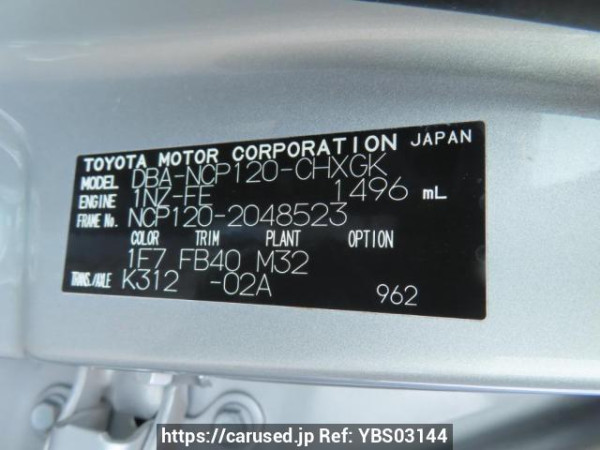 TOYOTA MOTOR CORPORATION JAPAN
MODEL DBA-NCP120-CHXGK
ENGINE 1NZ-FE 1496 mL
FRAME No. NCP120-2048523
COLOR TRIM PLANT OPTION
1F7 FB40 M32
TRANS./AXLE K312 -02A
962
https://carused.jp Ref: YBS03144